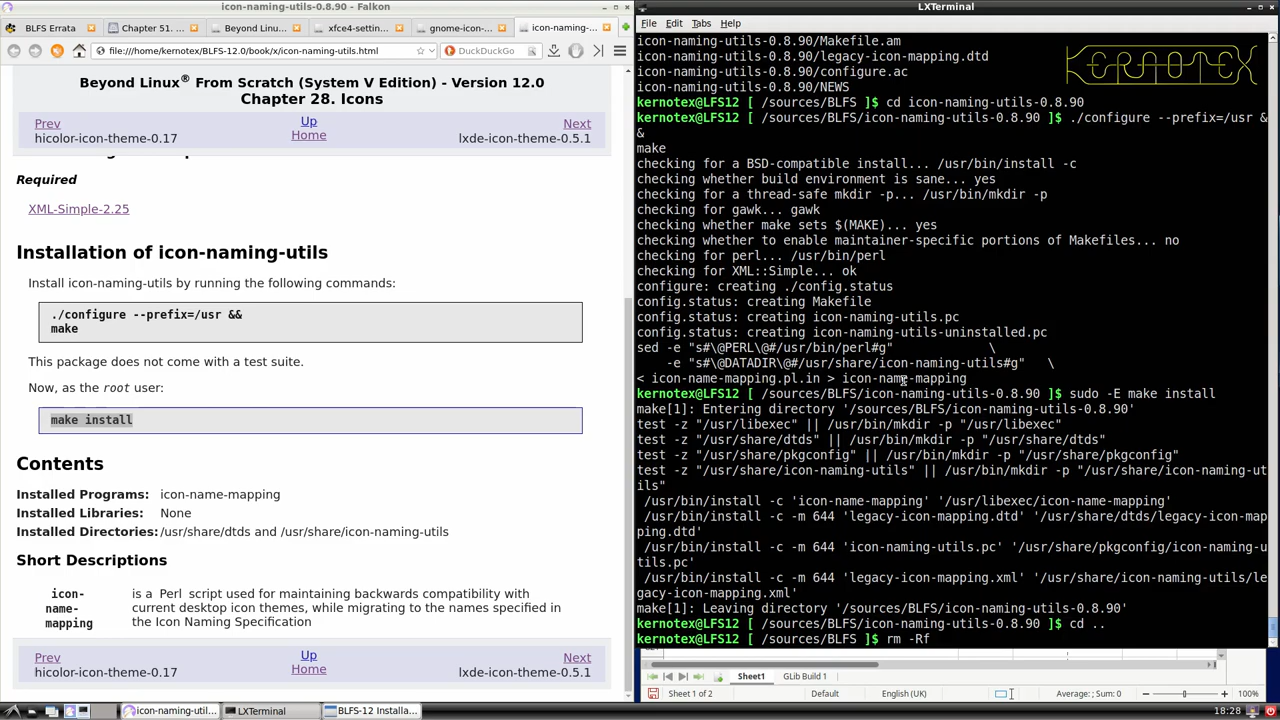 icon-naming-utils-0.8.90 / Falkon
BLFS Errata
Chapter 51. ...
Beyond Linu...
xfce4-settin...
gnome-icon-...
icon-naming-...
file:///home/kernotex/BLFS-12.0/book/x/icon-naming-utils.html
DuckDuckGo
Beyond Linux® From Scratch (System V Edition) - Version 12.0
Chapter 28. Icons
Prev
Up
Next
hicolor-icon-theme-0.17
Home
lxde-icon-theme-0.5.1
Required
XML-Simple-2.25
Installation of icon-naming-utils
Install icon-naming-utils by running the following commands:
./configure --prefix=/usr &&
make
This package does not come with a test suite.
Now, as the root user:
make install
Contents
Installed Programs: icon-name-mapping
Installed Libraries: None
Installed Directories: /usr/share/dtds and /usr/share/icon-naming-utils
Short Descriptions
icon-name-mapping
is a Perl script used for maintaining backwards compatibility with
current desktop icon themes, while migrating to the names specified in
the Icon Naming Specification
Prev
Up
Next
hicolor-icon-theme-0.17
Home
lxde-icon-theme-0.5.1
LXTerminal
File Edit Tabs Help
KERNOTEX
icon-naming-utils-0.8.90/Makefile.am
icon-naming-utils-0.8.90/legacy-icon-mapping.dtd
icon-naming-utils-0.8.90/configure.ac
icon-naming-utils-0.8.90/NEWS
kernotex@LFS12 [ /sources/BLFS ]$ cd icon-naming-utils-0.8.90
kernotex@LFS12 [ /sources/BLFS/icon-naming-utils-0.8.90 ]$ ./configure --prefix=/usr &
&
make
checking for a BSD-compatible install... /usr/bin/install -c
checking whether build environment is sane... yes
checking for a thread-safe mkdir -p... /usr/bin/mkdir -p
checking for gawk... gawk
checking whether make sets $(MAKE)... yes
checking whether to enable maintainer-specific portions of Makefiles... no
checking for perl... /usr/bin/perl
checking for XML::Simple... ok
configure: creating ./config.status
config.status: creating Makefile
config.status: creating icon-naming-utils.pc
config.status: creating icon-naming-utils-uninstalled.pc
sed -e "s#\@PERL\@#/usr/bin/perl#g" \
-e "s#\@DATADIR\@#/usr/share/icon-naming-utils#g" \
< icon-name-mapping.pl.in > icon-name-mapping
kernotex@LFS12 [ /sources/BLFS/icon-naming-utils-0.8.90 ]$ sudo -E make install
make[1]: Entering directory '/sources/BLFS/icon-naming-utils-0.8.90'
test -z "/usr/libexec" || /usr/bin/mkdir -p "/usr/libexec"
test -z "/usr/share/dtds" || /usr/bin/mkdir -p "/usr/share/dtds"
test -z "/usr/share/pkgconfig" || /usr/bin/mkdir -p "/usr/share/pkgconfig"
test -z "/usr/share/icon-naming-utils" || /usr/bin/mkdir -p "/usr/share/icon-naming-ut
ils"
/usr/bin/install -c 'icon-name-mapping' '/usr/libexec/icon-name-mapping'
/usr/bin/install -c -m 644 'legacy-icon-mapping.dtd' '/usr/share/dtds/legacy-icon-map
ping.dtd'
/usr/bin/install -c -m 644 'icon-naming-utils.pc' '/usr/share/pkgconfig/icon-naming-u
tils.pc'
/usr/bin/install -c -m 644 'legacy-icon-mapping.xml' '/usr/share/icon-naming-utils/le
gacy-icon-mapping.xml'
make[1]: Leaving directory '/sources/BLFS/icon-naming-utils-0.8.90'
kernotex@LFS12 [ /sources/BLFS/icon-naming-utils-0.8.90 ]$ cd ..
kernotex@LFS12 [ /sources/BLFS ]$ rm -Rf
Sheet1
GLib Build 1
Sheet 1 of 2
Default
English (UK)
Average: ; Sum: 0
100%
icon-naming-util...
LXTerminal
BLFS-12 Installa...
18:28